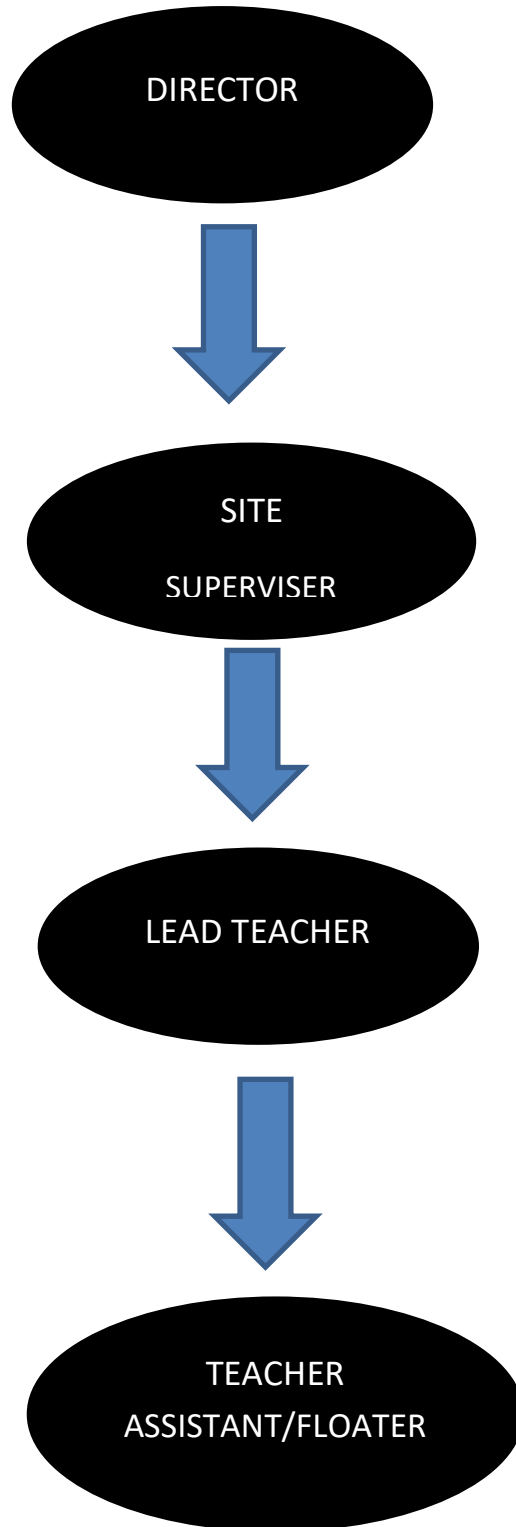 DIRECTOR
SITE
SUPERVISER
LEAD TEACHER
TEACHER
ASSISTANT/FLOATER